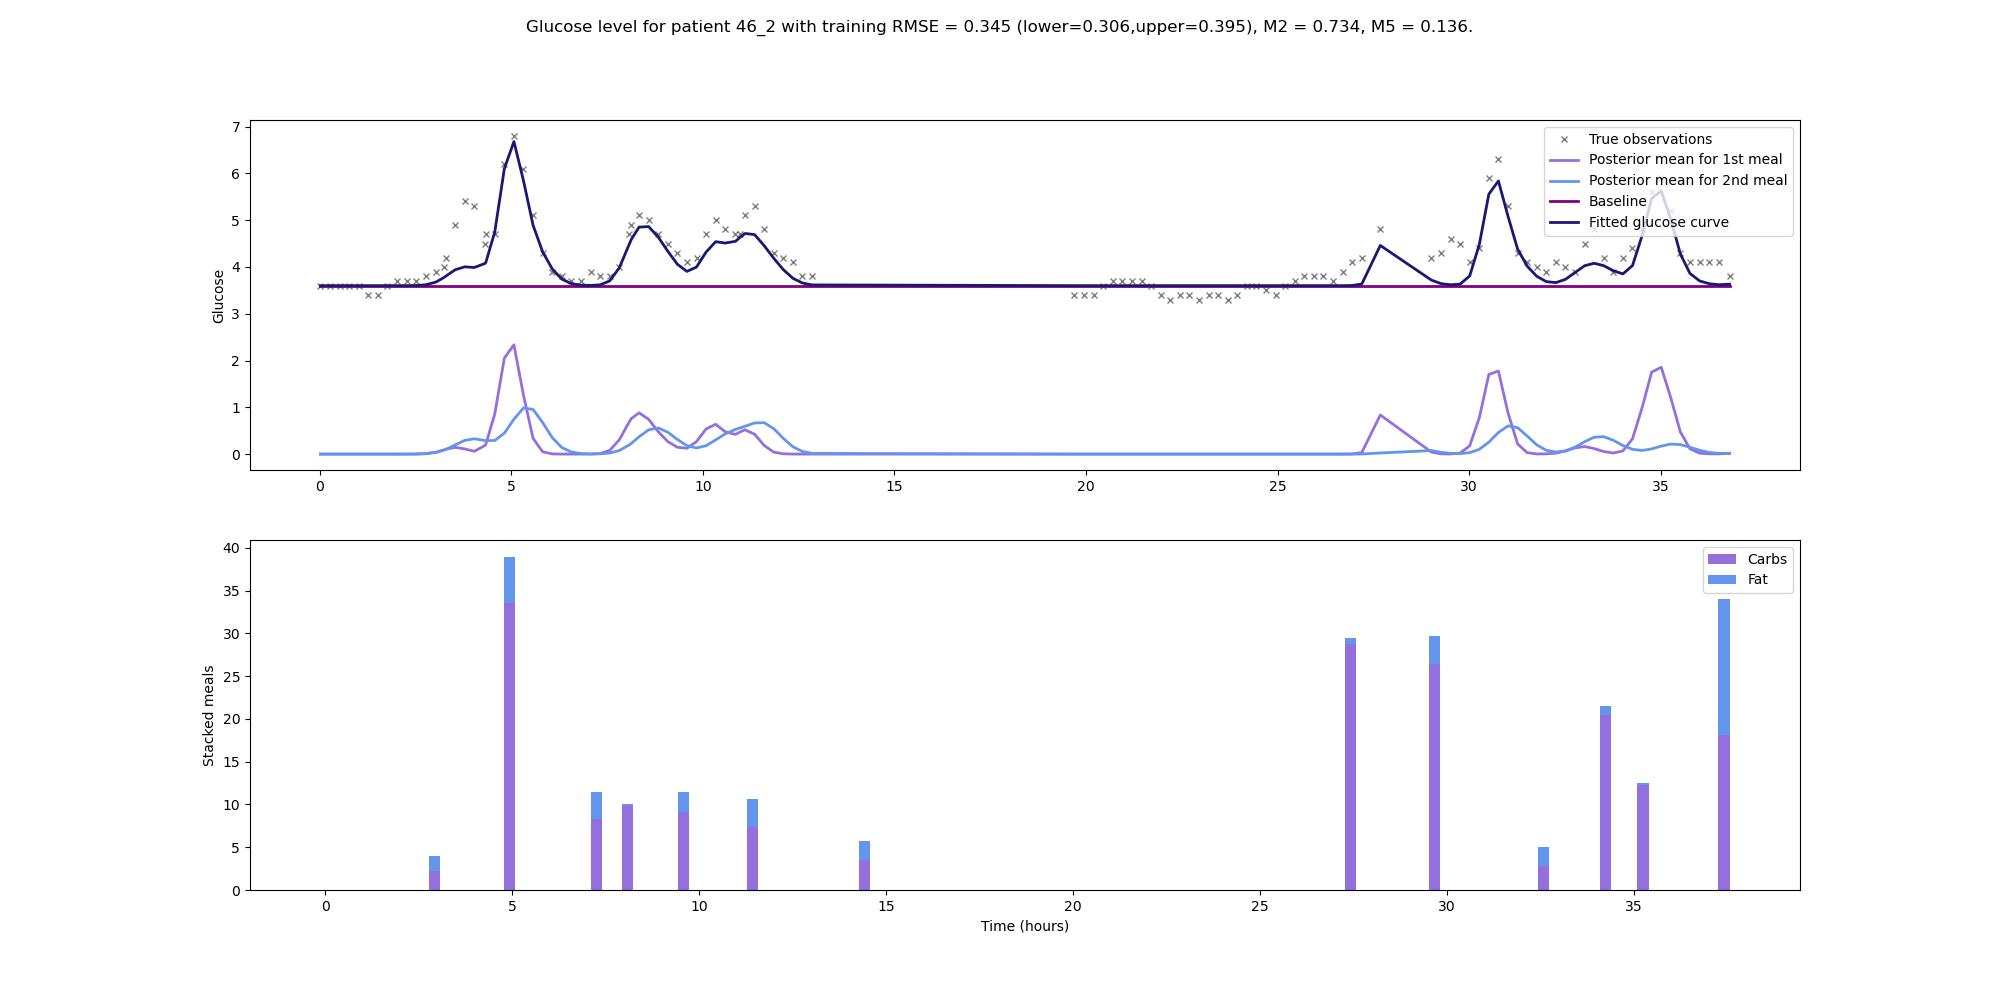 Glucose level for patient 46_2 with training RMSE = 0.345 (lower=0.306,upper=0.395), M2 = 0.734, M5 = 0.136.
7
6
5
4
3
2
1
0
Glucose
True observations
Posterior mean for 1st meal
Posterior mean for 2nd meal
Baseline
Fitted glucose curve
0 5 10 15 20 25 30 35
40
35
30
25
20
15
10
5
0
Stacked meals
Carbs
Fat
0 5 10 15 20 25 30 35
Time (hours)